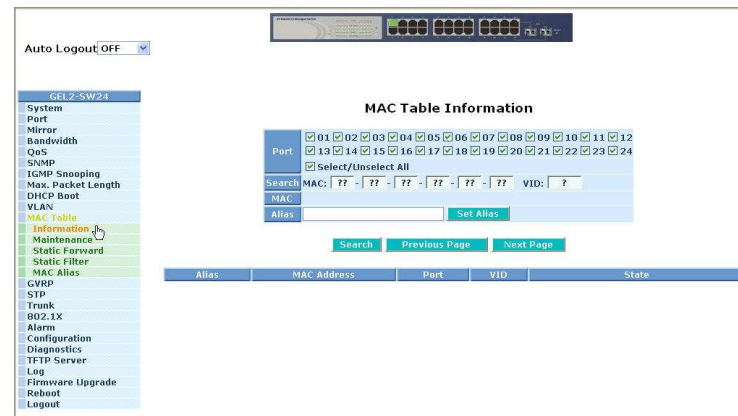 Auto Logout OFF
GEL2-SW24
System
Port
Mirror
Bandwidth
QoS
SNMP
IGMP Snooping
Max. Packet Length
DHCP Boot
VLAN
MAC Table
Information
Maintenance
Static Forward
Static Filter
MAC Alias
GVRP
STP
Trunk
802.1X
Alarm
Configuration
Diagnostics
TFTP Server
Log
Firmware Upgrade
Reboot
Logout
MAC Table Information
Port
01 02 03 04 05 06 07 08 09 10 11 12
13 14 15 16 17 18 19 20 21 22 23 24
Select/Unselect All
Search MAC: ?? - ?? - ?? - ?? - ?? - ?? VID: ?
MAC
Alias Set Alias
Search Previous Page Next Page
Alias MAC Address Port VID State